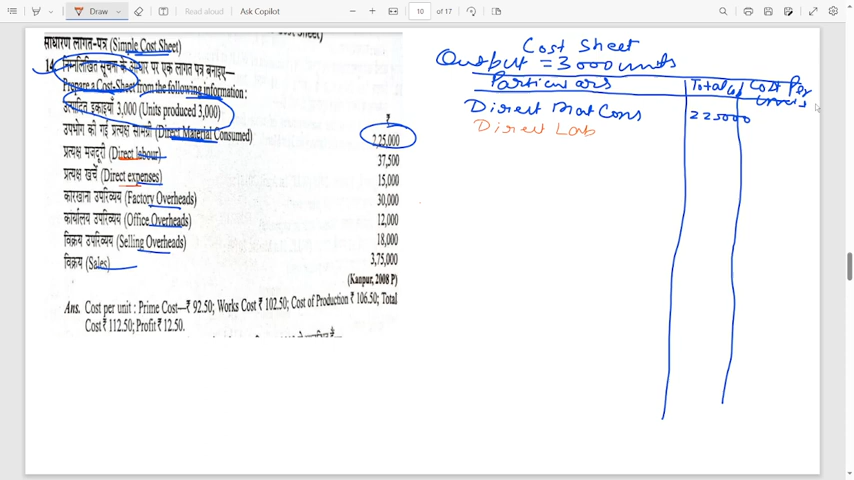 Draw
Read aloud
Ask Copilot
10
of 17
साधारण लागत-पत्र (Simple Cost Sheet)
14. निम्नलिखित सूचना के आधार पर एक लागत पत्र बनाइए—
Prepare a Cost-Sheet from the following information:
उत्पादित इकाइयाँ 3,000 (Units produced 3,000)
₹
उपभोग की गई प्रत्यक्ष सामग्री (Direct Material Consumed) 2,25,000
प्रत्यक्ष मजदूरी (Direct labour) 37,500
प्रत्यक्ष खर्चे (Direct expenses) 15,000
कारखाना उपरिव्यय (Factory Overheads) 30,000
कार्यालय उपरिव्यय (Office Overheads) 12,000
विक्रय उपरिव्यय (Selling Overheads) 18,000
विक्रय (Sales) 3,75,000
(Kanpur, 2008 P)
Ans. Cost per unit : Prime Cost—₹ 92.50; Works Cost ₹ 102.50; Cost of Production ₹ 106.50; Total
Cost ₹ 112.50; Profit ₹ 12.50.
Cost Sheet
Output = 3000 units
Particulars Total Cost Per
Direct Mat Cons 225000
Direct Lab